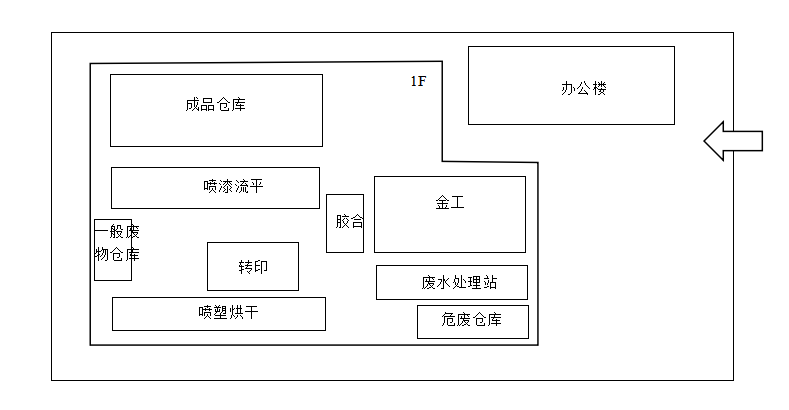 1F
办公楼
成品仓库
喷漆流平
金工
胶合
一般废
物仓库
转印
废水处理站
喷塑烘干
危废仓库